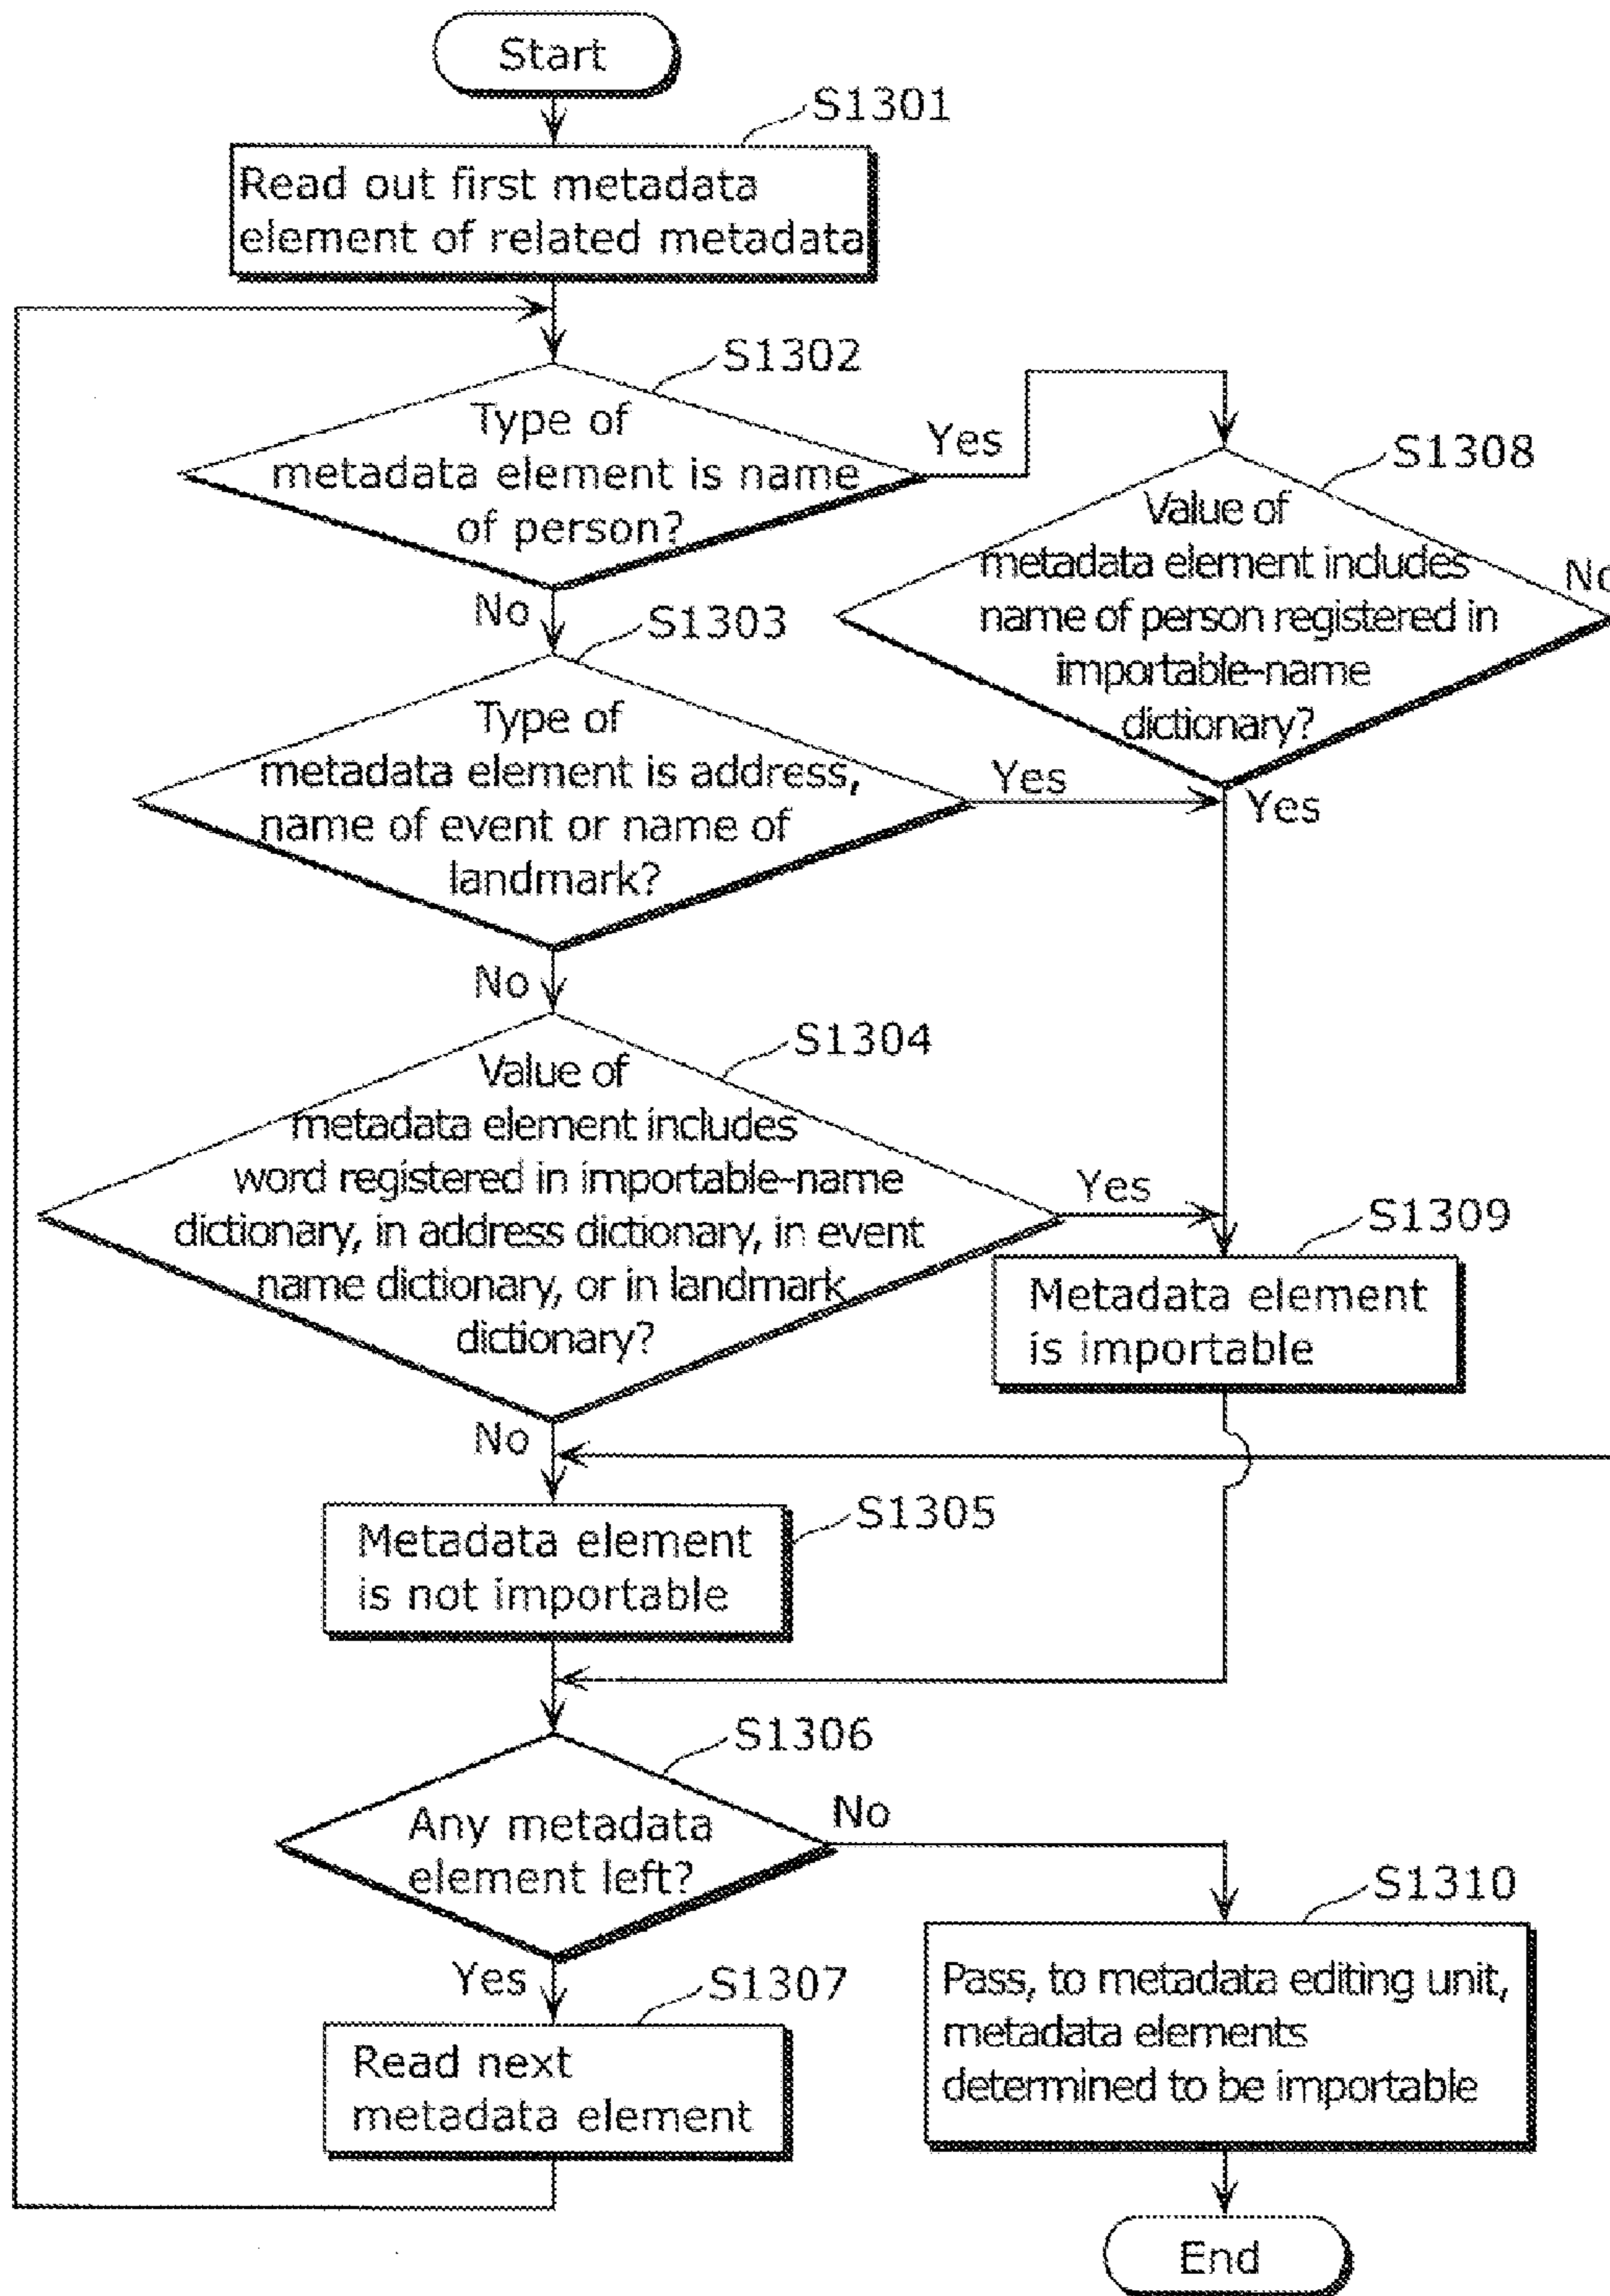 Start
S1301
Read out first metadata
element of related metadata
S1302
Type of
metadata element is name
of person?
Yes
No
S1308
Value of
metadata element includes
name of person registered in
importable-name
dictionary?
No
Yes
S1303
Type of
metadata element is address,
name of event or name of
landmark?
Yes
No
S1304
Value of
metadata element includes
word registered in importable-name
dictionary, in address dictionary, in event
name dictionary, or in landmark
dictionary?
Yes
No
S1309
Metadata element
is importable
S1305
Metadata element
is not importable
S1306
Any metadata
element left?
No
Yes
S1307
Read next
metadata element
S1310
Pass, to metadata editing unit,
metadata elements
determined to be importable
End